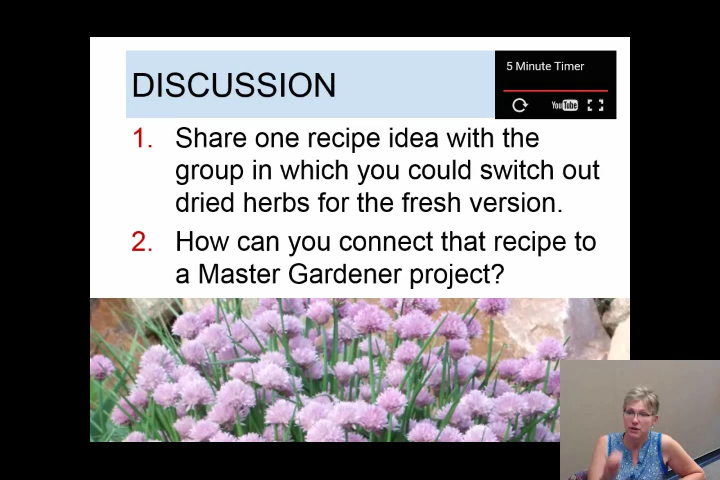 DISCUSSION
5 Minute Timer
YouTube
1. Share one recipe idea with the
group in which you could switch out
dried herbs for the fresh version.
2. How can you connect that recipe to
a Master Gardener project?